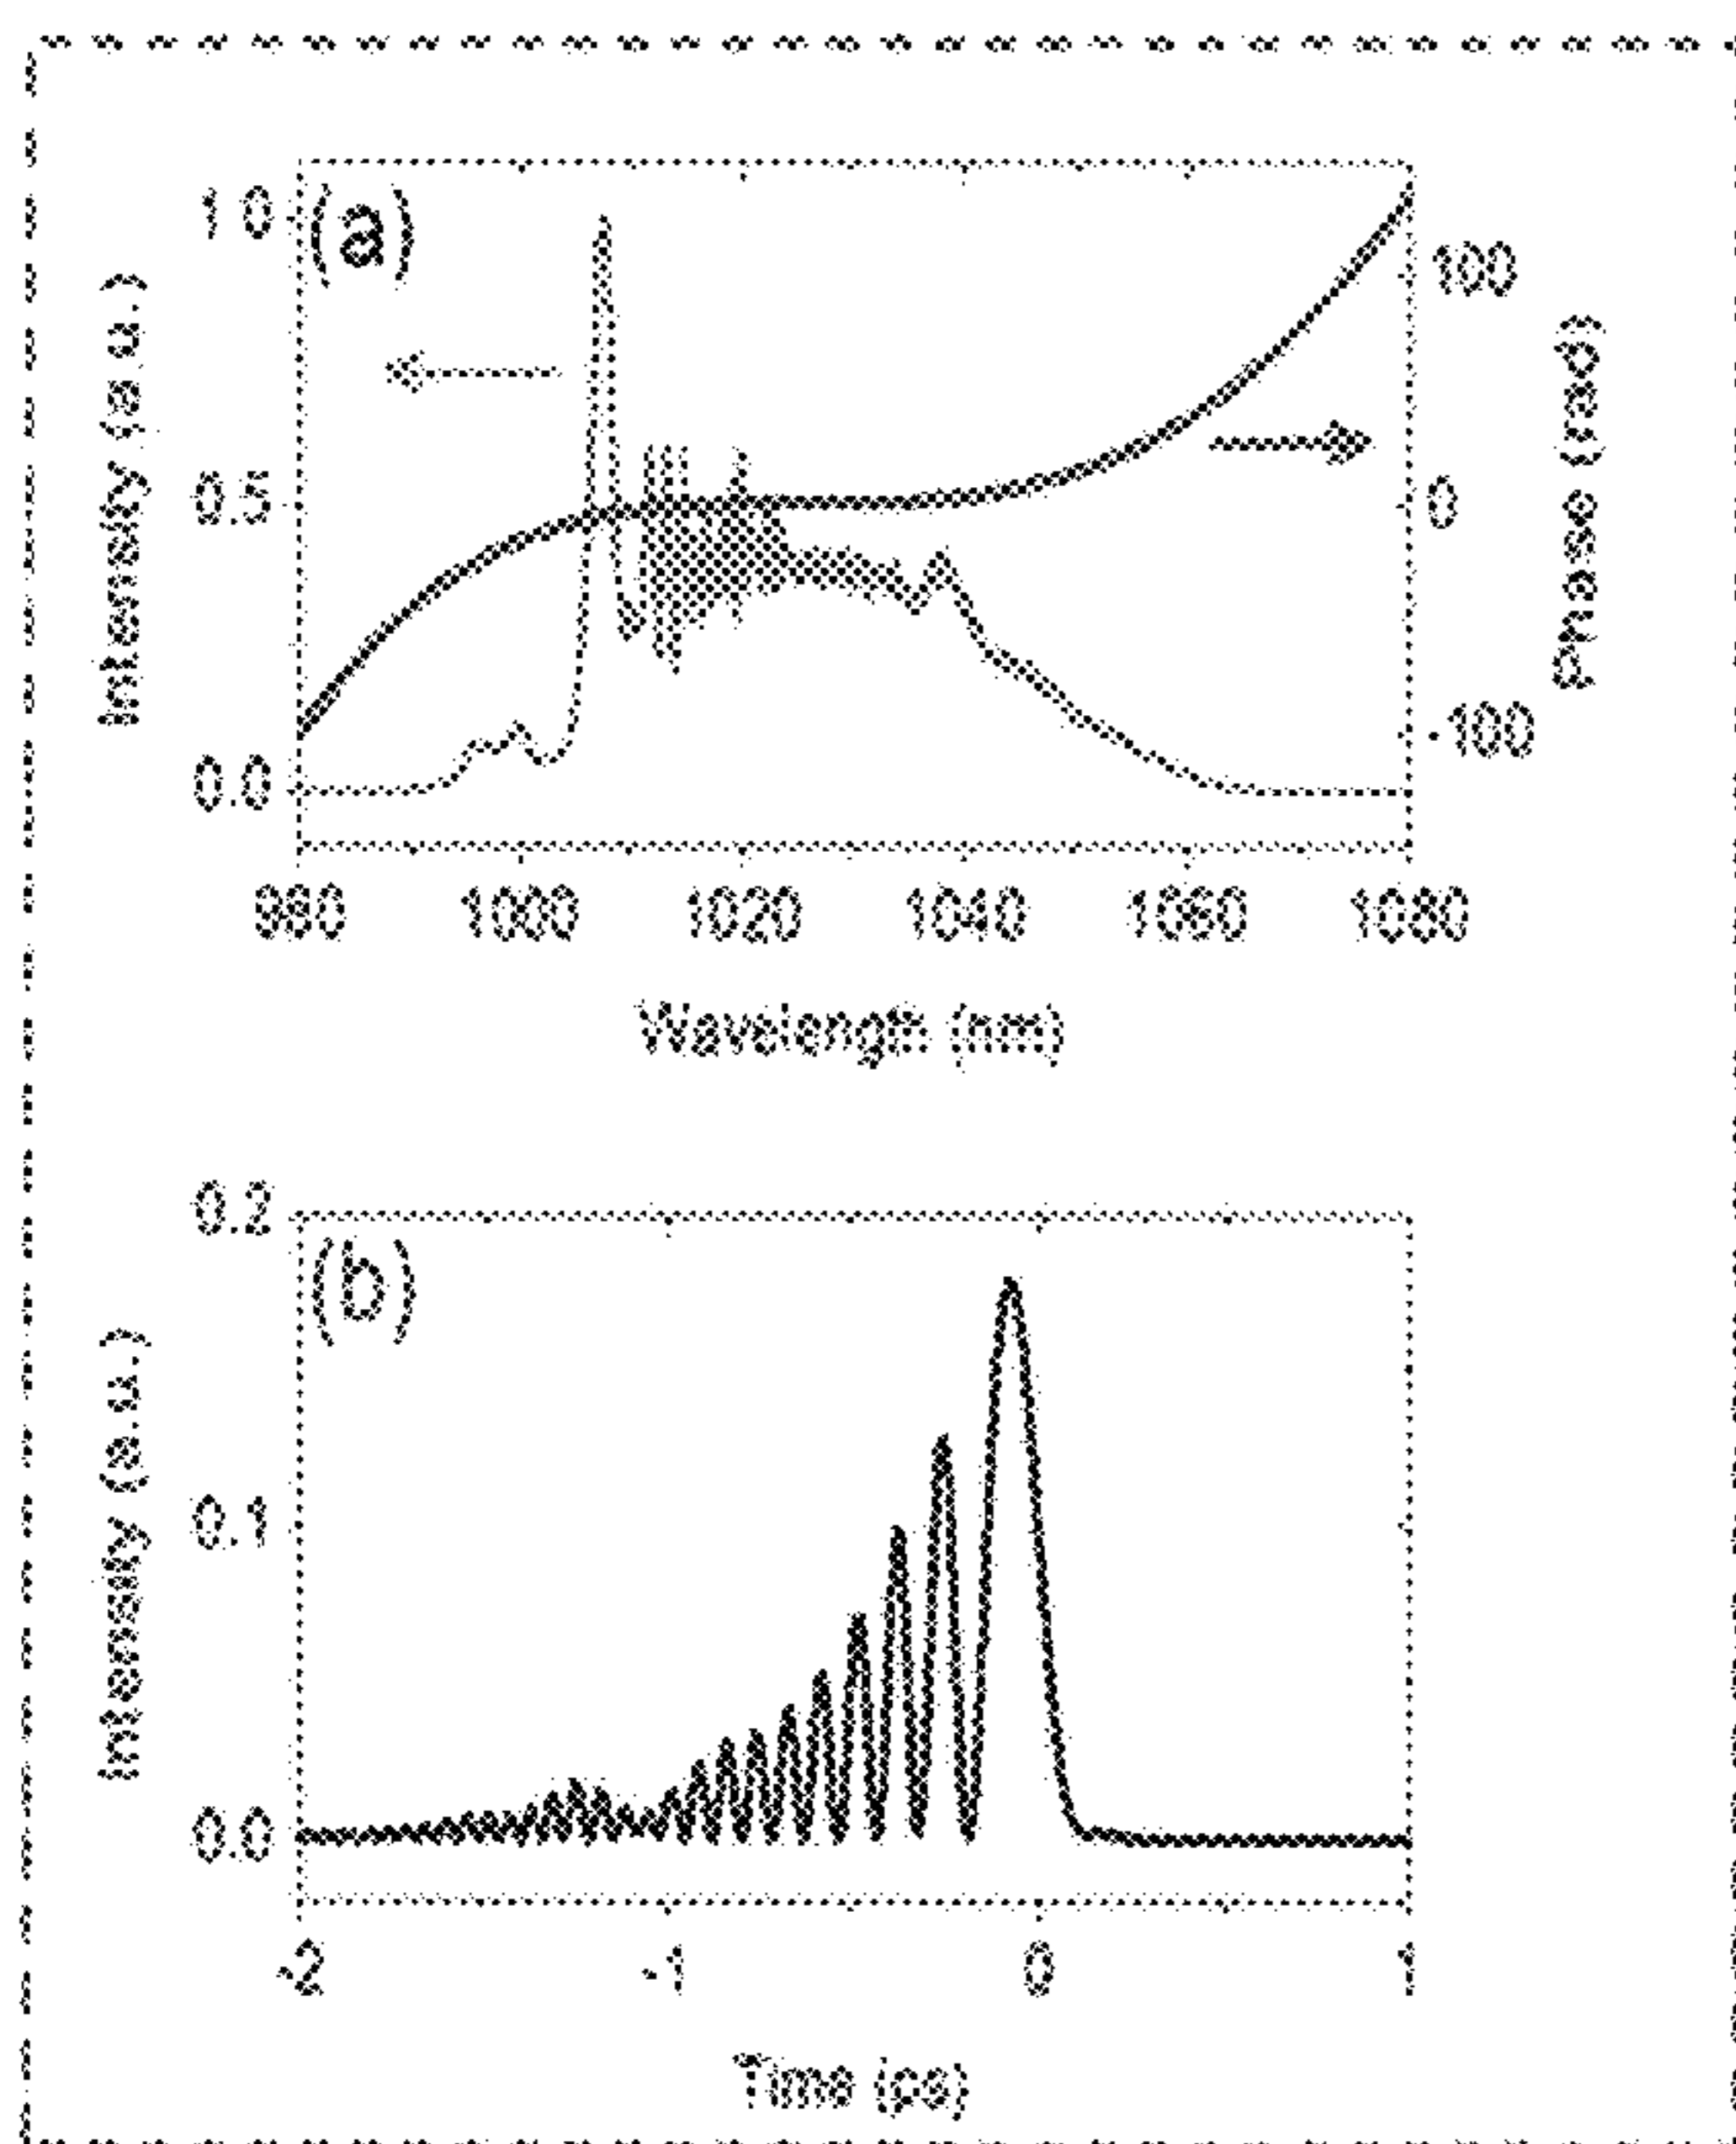 (a)
Intensity (a.u.)
1.0
0.5
0.0
100
0
-100
Phase (rad)
980 1000 1020 1040 1060 1080
Wavelength (nm)
(b)
Intensity (a.u.)
0.2
0.1
0.0
-2 -1 0 1
Time (ps)